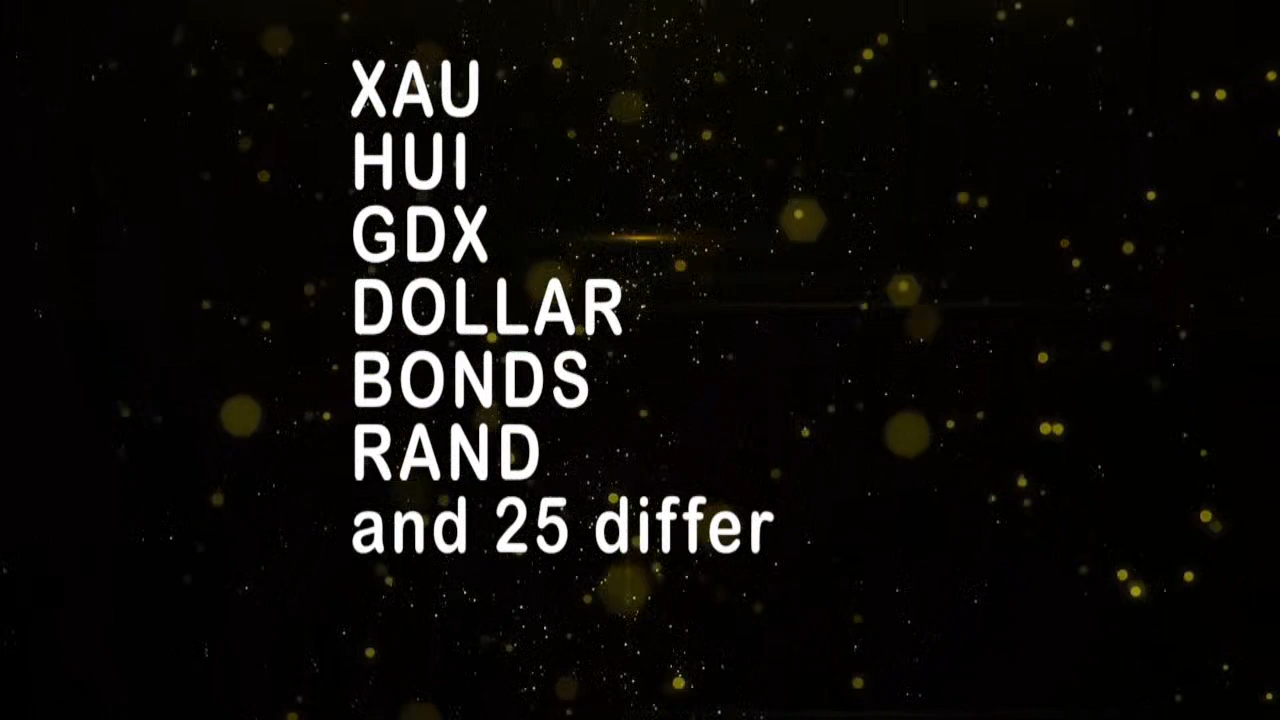 XAU
HUI
GDX
DOLLAR
BONDS
RAND
and 25 differ